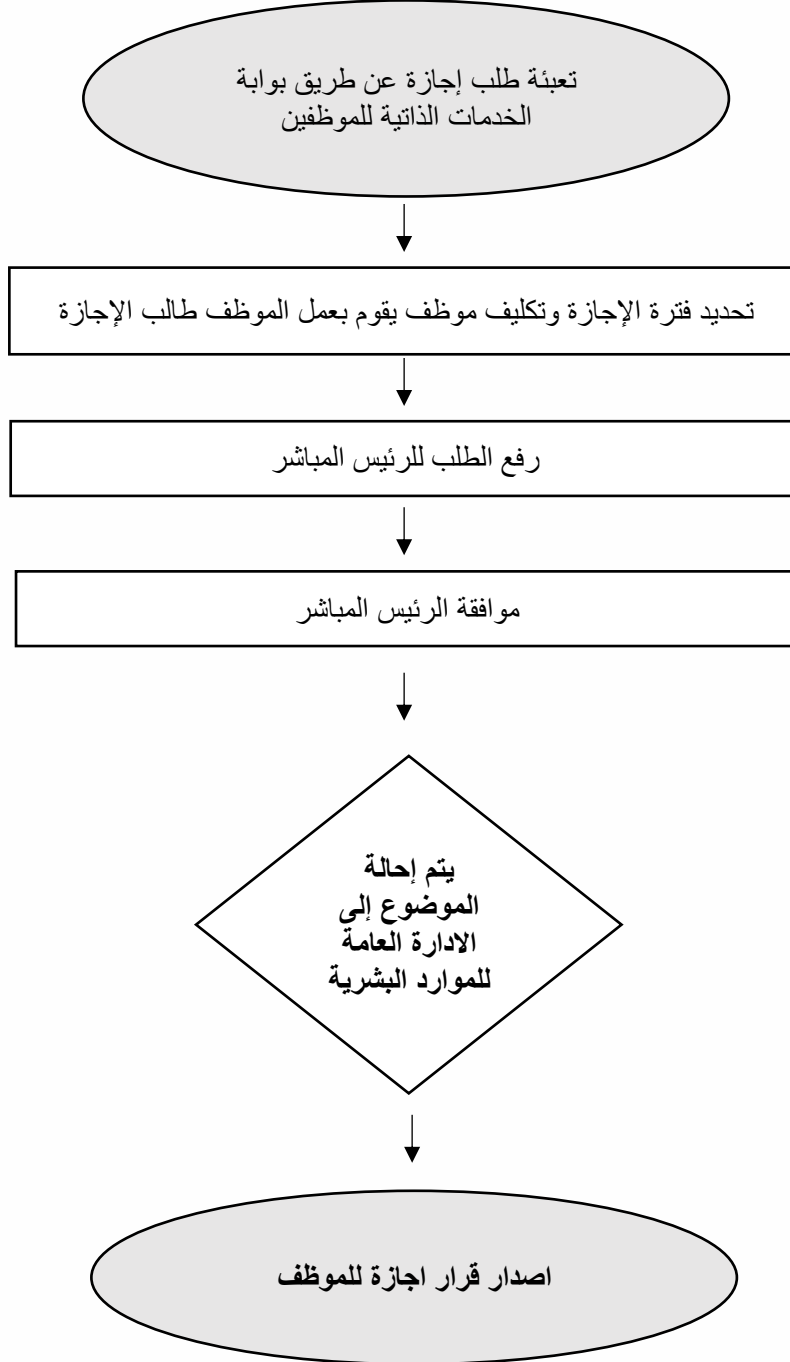 تعبئة طلب إجازة عن طريق بوابة
الخدمات الذاتية للموظفين
تحديد فترة الإجازة وتكليف موظف يقوم بعمل الموظف طالب الإجازة
رفع الطلب للرئيس المباشر
موافقة الرئيس المباشر
يتم إحالة
الموضوع إلى
الادارة العامة
للموارد البشرية
اصدار قرار اجازة للموظف